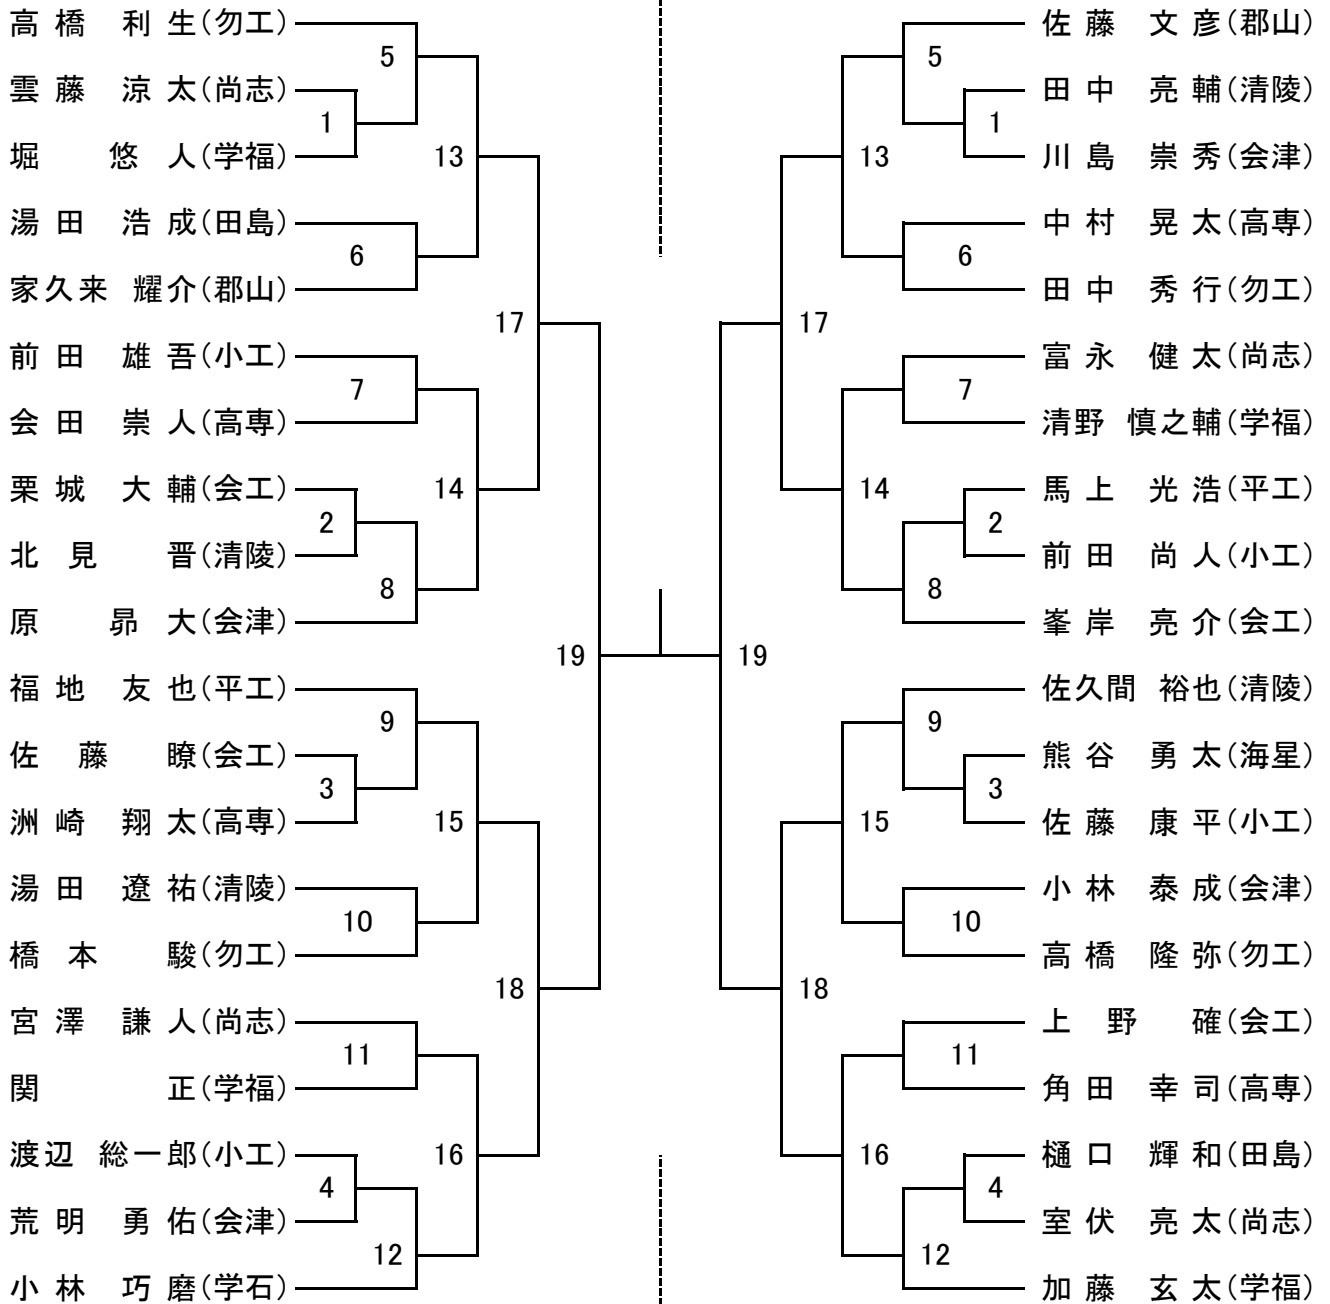 高橋 利生(勿工) 佐藤 文彦(郡山)
5 5
雲藤 涼太(尚志) 田中 亮輔(清陵)
1 1
堀 悠人(学福) 13 13 川島 崇秀(会津)
湯田 浩成(田島) 中村 晃太(高専)
6 6
家久来 耀介(郡山) 田中 秀行(勿工)
17 17
前田 雄吾(小工) 富永 健太(尚志)
7 7
会田 崇人(高専) 清野 慎之輔(学福)
栗城 大輔(会工) 14 14 馬上 光浩(平工)
2 2
北見 晋(清陵) 前田 尚人(小工)
8 8
原 昴大(会津) 峯岸 亮介(会工)
19 19
福地 友也(平工) 佐久間 裕也(清陵)
9 9
佐藤 瞭(会工) 熊谷 勇太(海星)
3 3
洲崎 翔太(高専) 15 15 佐藤 康平(小工)
湯田 遼祐(清陵) 小林 泰成(会津)
10 10
橋本 駿(勿工) 高橋 隆弥(勿工)
18 18
宮澤 謙人(尚志) 上野 確(会工)
11 11
関 正(学福) 角田 幸司(高専)
渡辺 総一郎(小工) 16 16 樋口 輝和(田島)
4 4
荒明 勇佑(会津) 室伏 亮太(尚志)
12 12
小林 巧磨(学石) 加藤 玄太(学福)